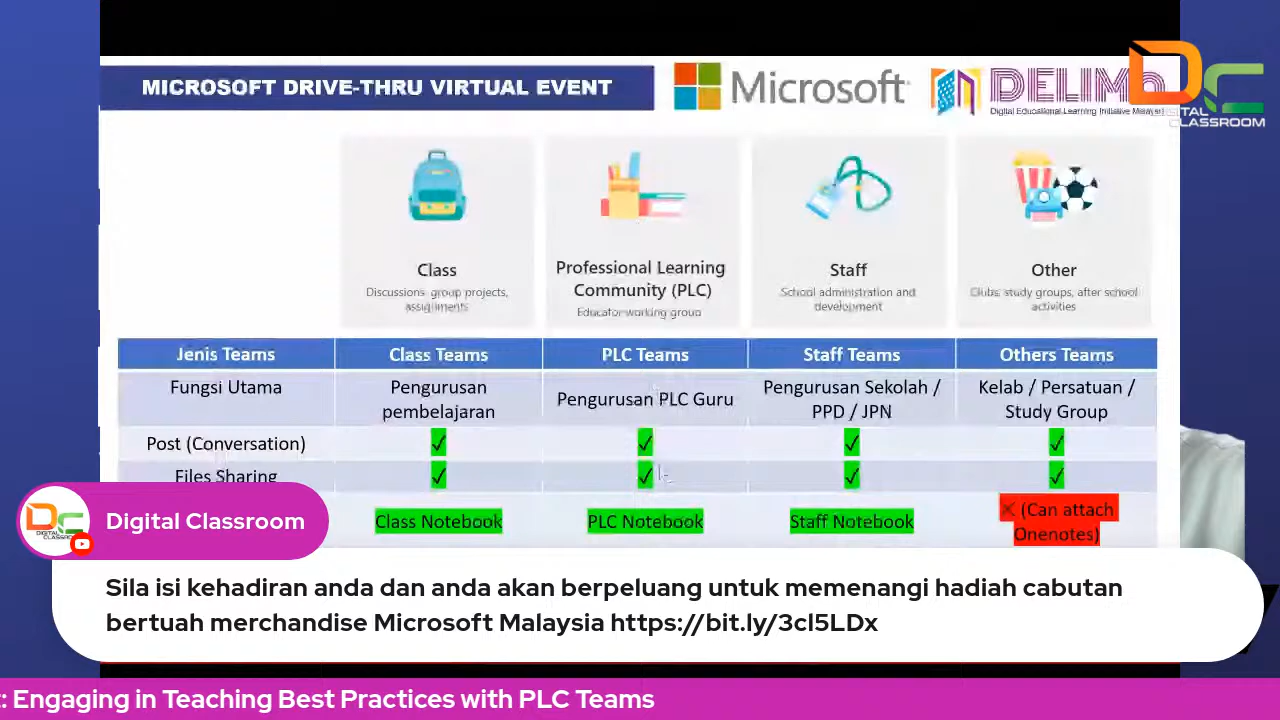 MICROSOFT DRIVE-THRU VIRTUAL EVENT
Microsoft
DELIMa
Digital Educational Learning Initiative Malaysia
DIGITAL
CLASSROOM
Class
Discussions, group projects,
assignments
Professional Learning
Community (PLC)
Educator working group
Staff
School administration and
development
Other
Clubs, study groups, after school
activities
Jenis Teams Class Teams PLC Teams Staff Teams Others Teams
Fungsi Utama
Pengurusan
pembelajaran
Pengurusan PLC Guru
Pengurusan Sekolah /
PPD / JPN
Kelab / Persatuan /
Study Group
Post (Conversation) ✓ ✓ ✓ ✓
Files Sharing ✓ ✓ ✓ ✓
Class Notebook PLC Notebook Staff Notebook
X (Can attach
Onenotes)
Digital Classroom
Sila isi kehadiran anda dan anda akan berpeluang untuk memenangi hadiah cabutan
bertuah merchandise Microsoft Malaysia https://bit.ly/3cl5LDx
: Engaging in Teaching Best Practices with PLC Teams